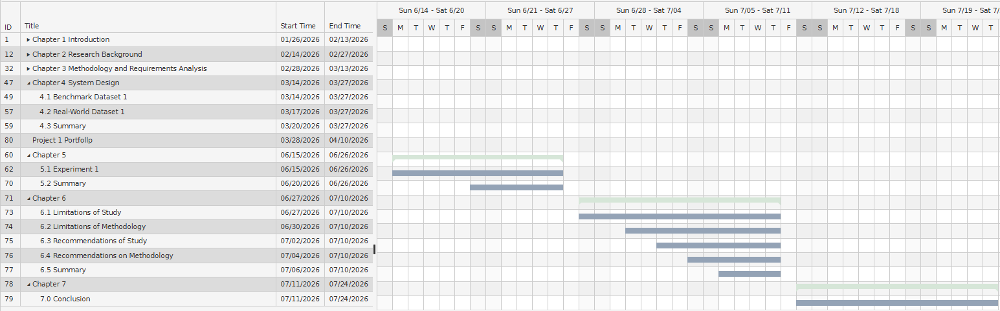 Sun 6/14 - Sat 6/20 Sun 6/21 - Sat 6/27 Sun 6/28 - Sat 7/04 Sun 7/05 - Sat 7/11 Sun 7/12 - Sat 7/18 Sun 7/19 - Sat 7/
ID Title Start Time End Time S M T W T F S S M T W T F S S M T W T F S S M T W T F S S M T W T F S S M T W T
1 Chapter 1 Introduction 01/26/2026 02/13/2026
12 Chapter 2 Research Background 02/14/2026 02/27/2026
32 Chapter 3 Methodology and Requirements Analysis 02/28/2026 03/13/2026
47 Chapter 4 System Design 03/14/2026 03/27/2026
49 4.1 Benchmark Dataset 1 03/14/2026 03/27/2026
57 4.2 Real-World Dataset 1 03/17/2026 03/27/2026
59 4.3 Summary 03/20/2026 03/27/2026
80 Project 1 Portfollp 03/28/2026 04/10/2026
60 Chapter 5 06/15/2026 06/26/2026
62 5.1 Experiment 1 06/15/2026 06/26/2026
70 5.2 Summary 06/20/2026 06/26/2026
71 Chapter 6 06/27/2026 07/10/2026
73 6.1 Limitations of Study 06/27/2026 07/10/2026
74 6.2 Limitations of Methodology 06/30/2026 07/10/2026
75 6.3 Recommendations of Study 07/02/2026 07/10/2026
76 6.4 Recommendations on Methodology 07/04/2026 07/10/2026
77 6.5 Summary 07/06/2026 07/10/2026
78 Chapter 7 07/11/2026 07/24/2026
79 7.0 Conclusion 07/11/2026 07/24/2026